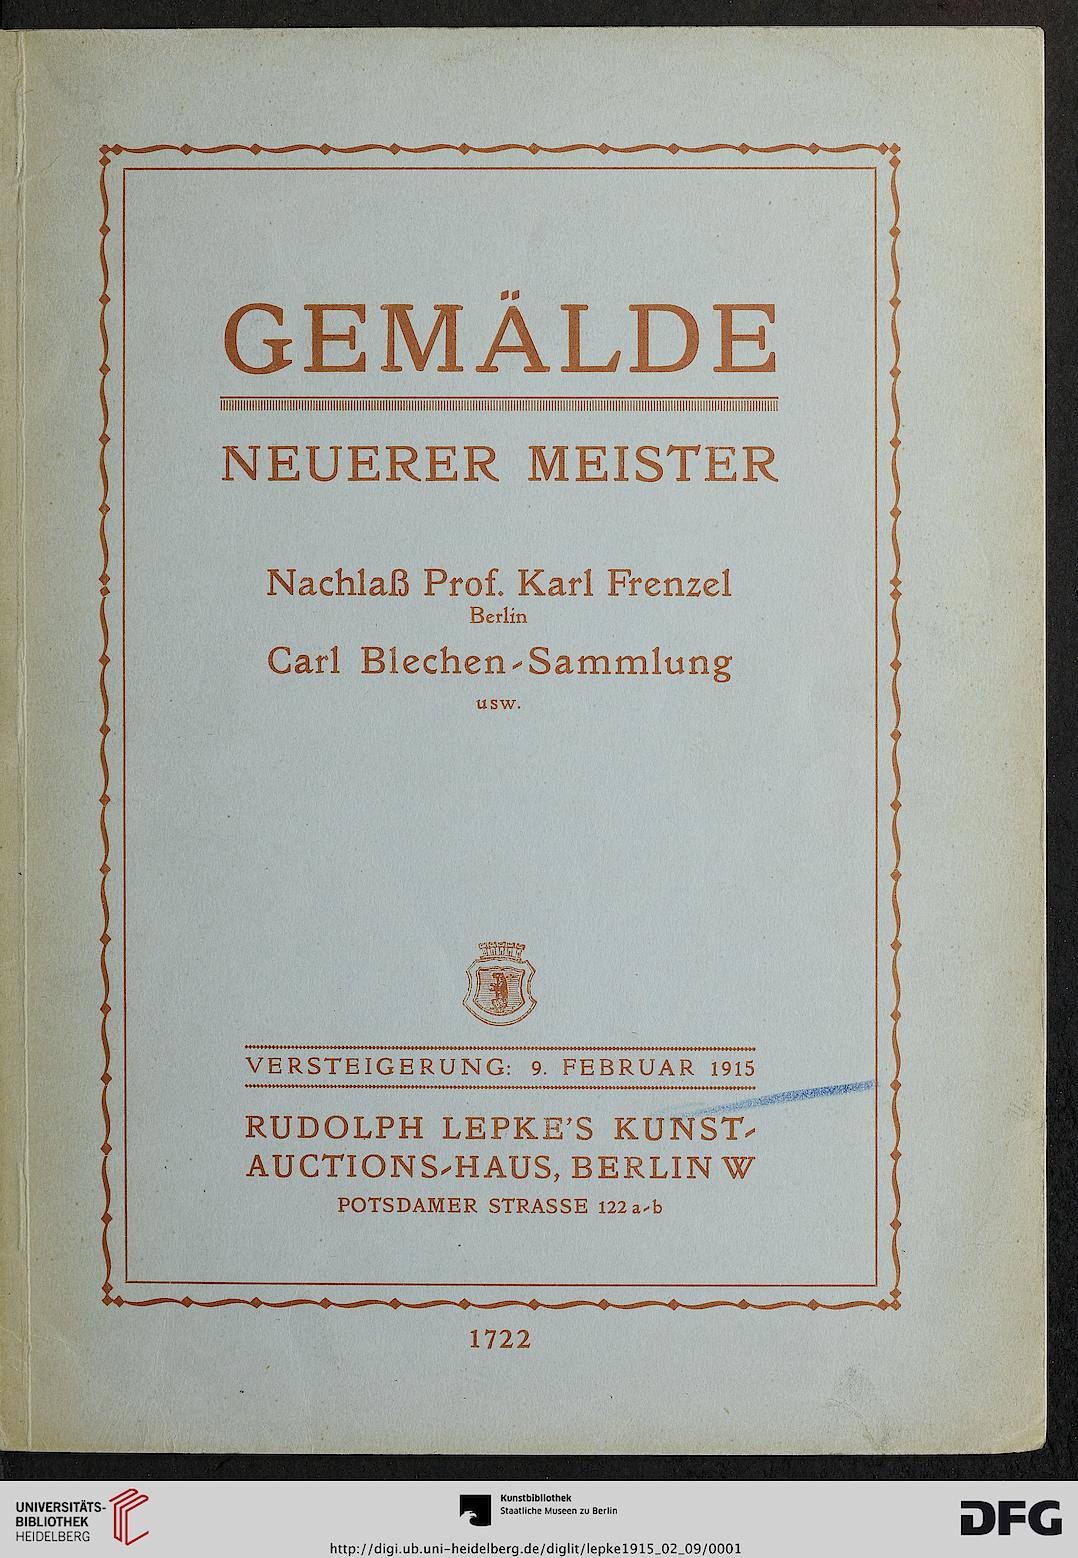 GEMÄLDE
NEUERER MEISTER
Nachlaß Prof. Karl Frenzel
Berlin
Carl Blechen-Sammlung
usw.
VERSTEIGERUNG: 9. FEBRUAR 1915
RUDOLPH LEPKE'S KUNST-
AUCTIONS-HAUS, BERLIN W
POTSDAMER STRASSE 122 a-b
1722
UNIVERSITÄTS-
BIBLIOTHEK
HEIDELBERG
Kunstbibliothek
Staatliche Museen zu Berlin
DFG
http://digi.ub.uni-heidelberg.de/diglit/lepke1915_02_09/0001